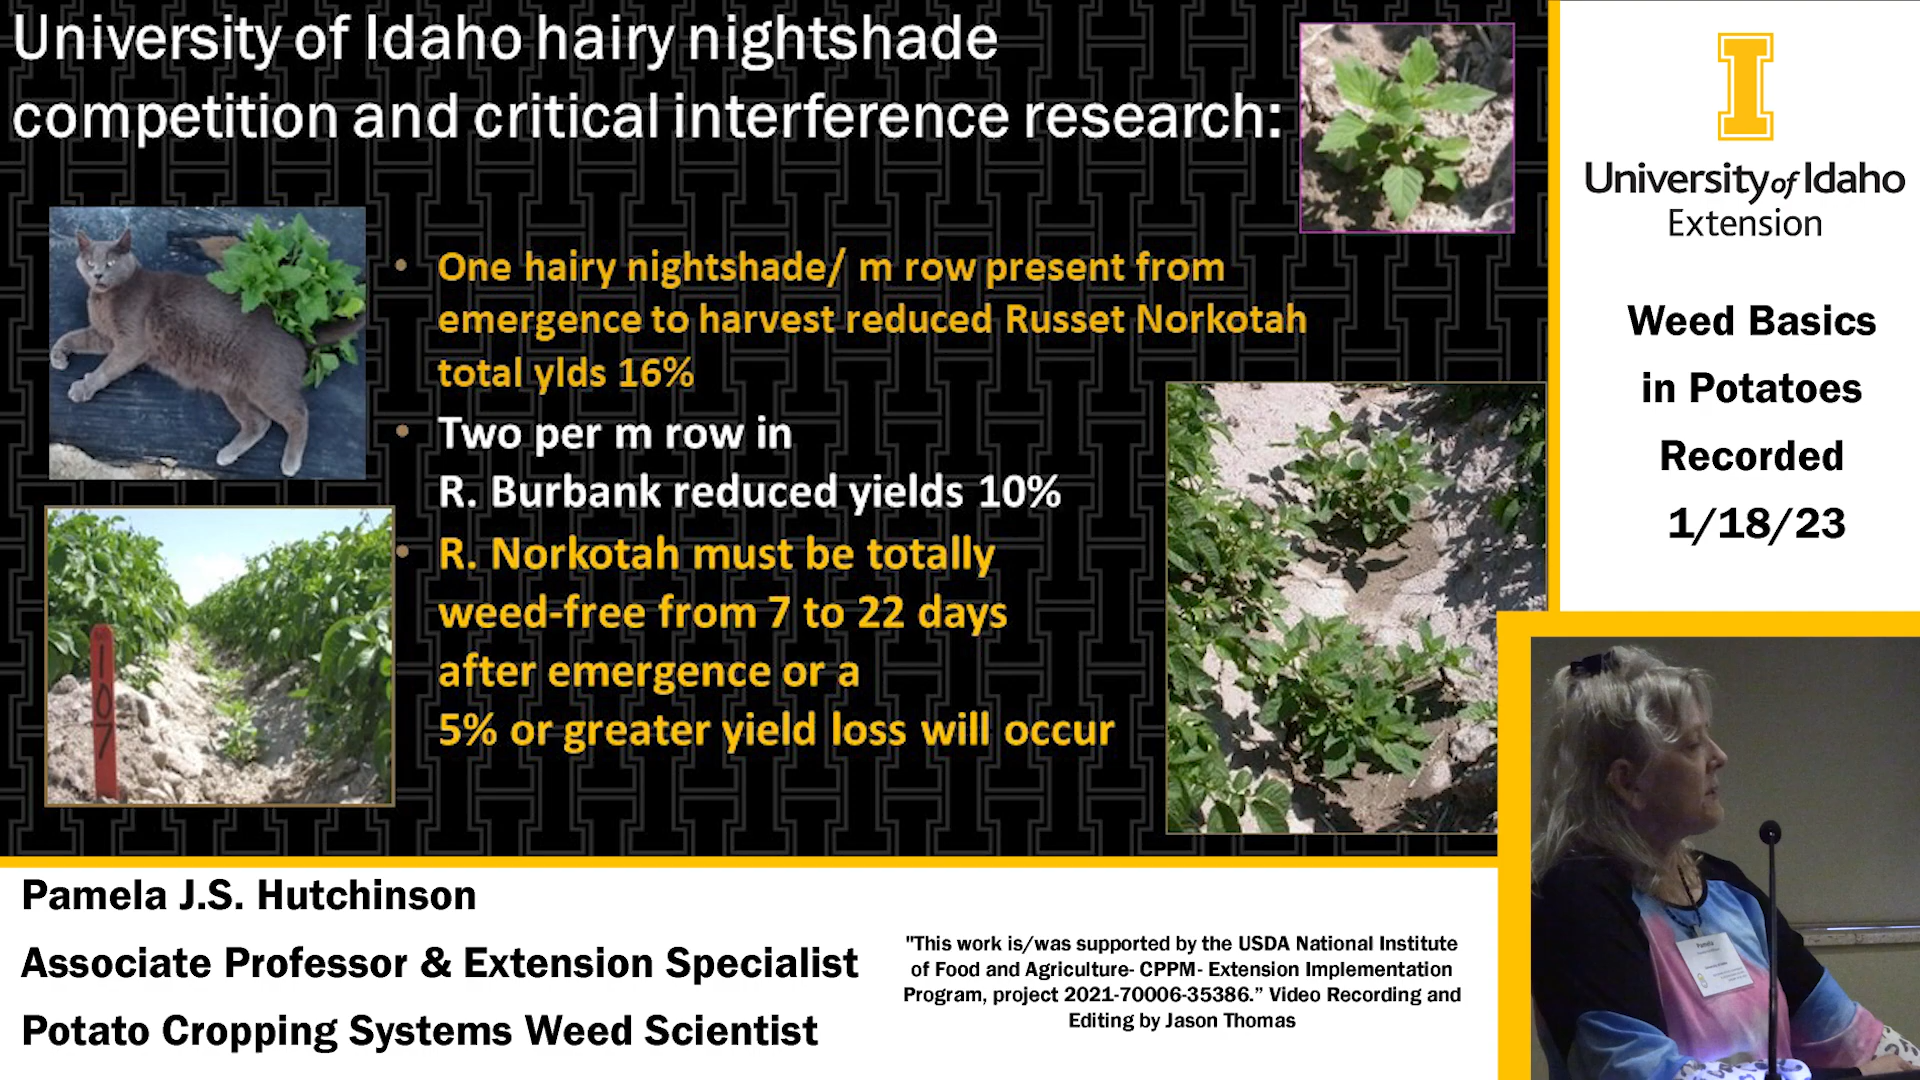 University of Idaho hairy nightshade
competition and critical interference research:
• One hairy nightshade/ m row present from
emergence to harvest reduced Russet Norkotah
total ylds 16%
• Two per m row in
R. Burbank reduced yields 10%
• R. Norkotah must be totally
weed-free from 7 to 22 days
after emergence or a
5% or greater yield loss will occur
107
I
University of Idaho
Extension
Weed Basics
in Potatoes
Recorded
1/18/23
Pamela J.S. Hutchinson
Associate Professor & Extension Specialist
Potato Cropping Systems Weed Scientist
"This work is/was supported by the USDA National Institute
of Food and Agriculture- CPPM- Extension Implementation
Program, project 2021-70006-35386.” Video Recording and
Editing by Jason Thomas
Pamela